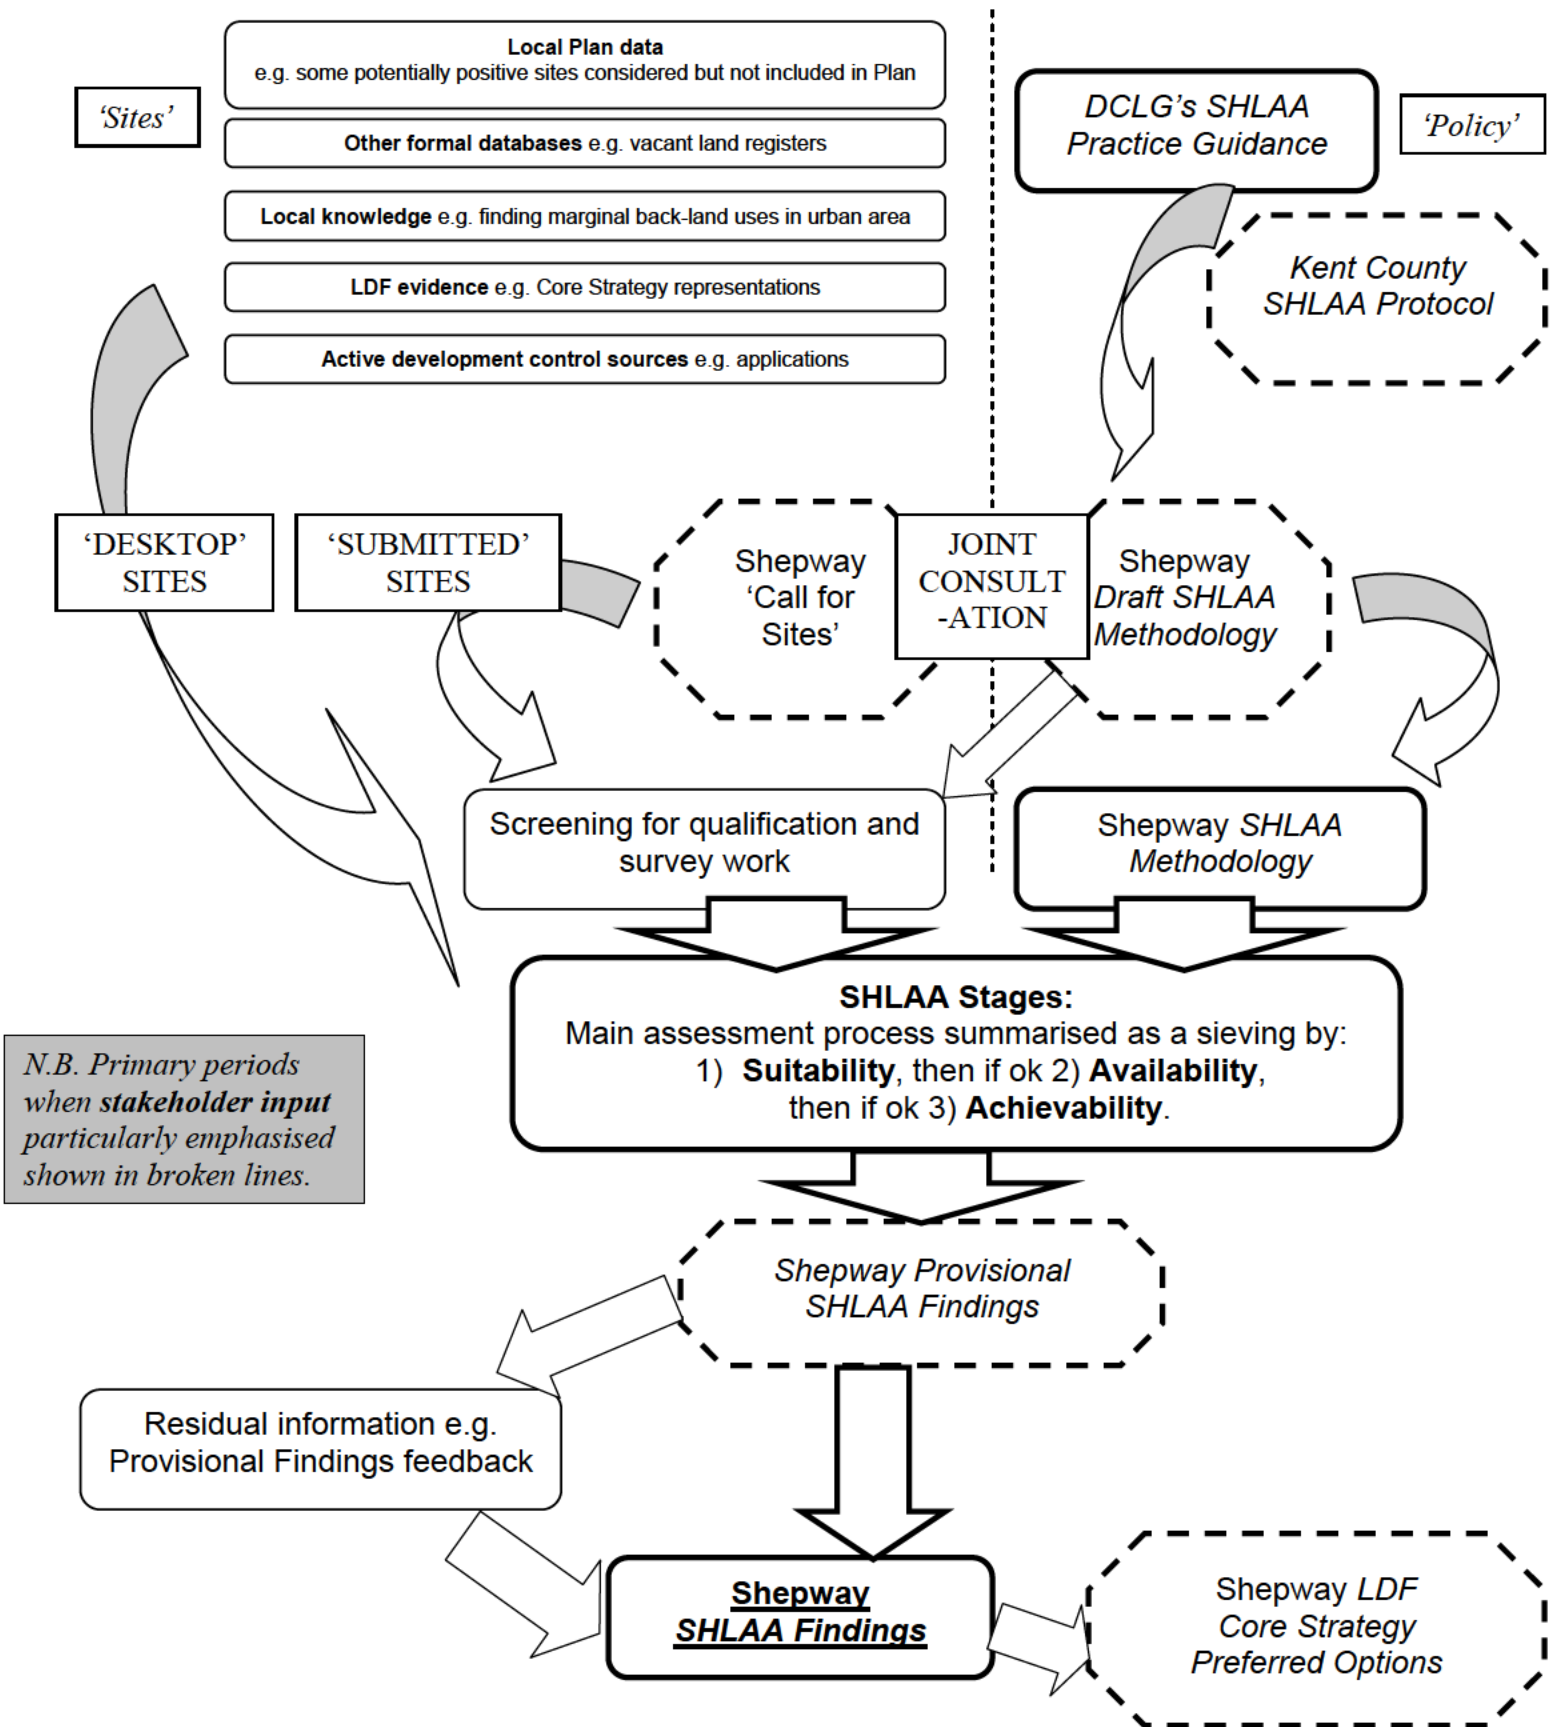 Local Plan data
e.g. some potentially positive sites considered but not included in Plan
‘Sites’
Other formal databases e.g. vacant land registers
Local knowledge e.g. finding marginal back-land uses in urban area
LDF evidence e.g. Core Strategy representations
Active development control sources e.g. applications
DCLG’s SHLAA
Practice Guidance
‘Policy’
Kent County
SHLAA Protocol
‘DESKTOP’
SITES
‘SUBMITTED’
SITES
Shepway
‘Call for
Sites’
JOINT
CONSULT
-ATION
Shepway
Draft SHLAA
Methodology
Screening for qualification and
survey work
Shepway SHLAA
Methodology
SHLAA Stages:
Main assessment process summarised as a sieving by:
1) Suitability, then if ok 2) Availability,
then if ok 3) Achievability.
N.B. Primary periods
when stakeholder input
particularly emphasised
shown in broken lines.
Shepway Provisional
SHLAA Findings
Residual information e.g.
Provisional Findings feedback
Shepway
SHLAA Findings
Shepway LDF
Core Strategy
Preferred Options